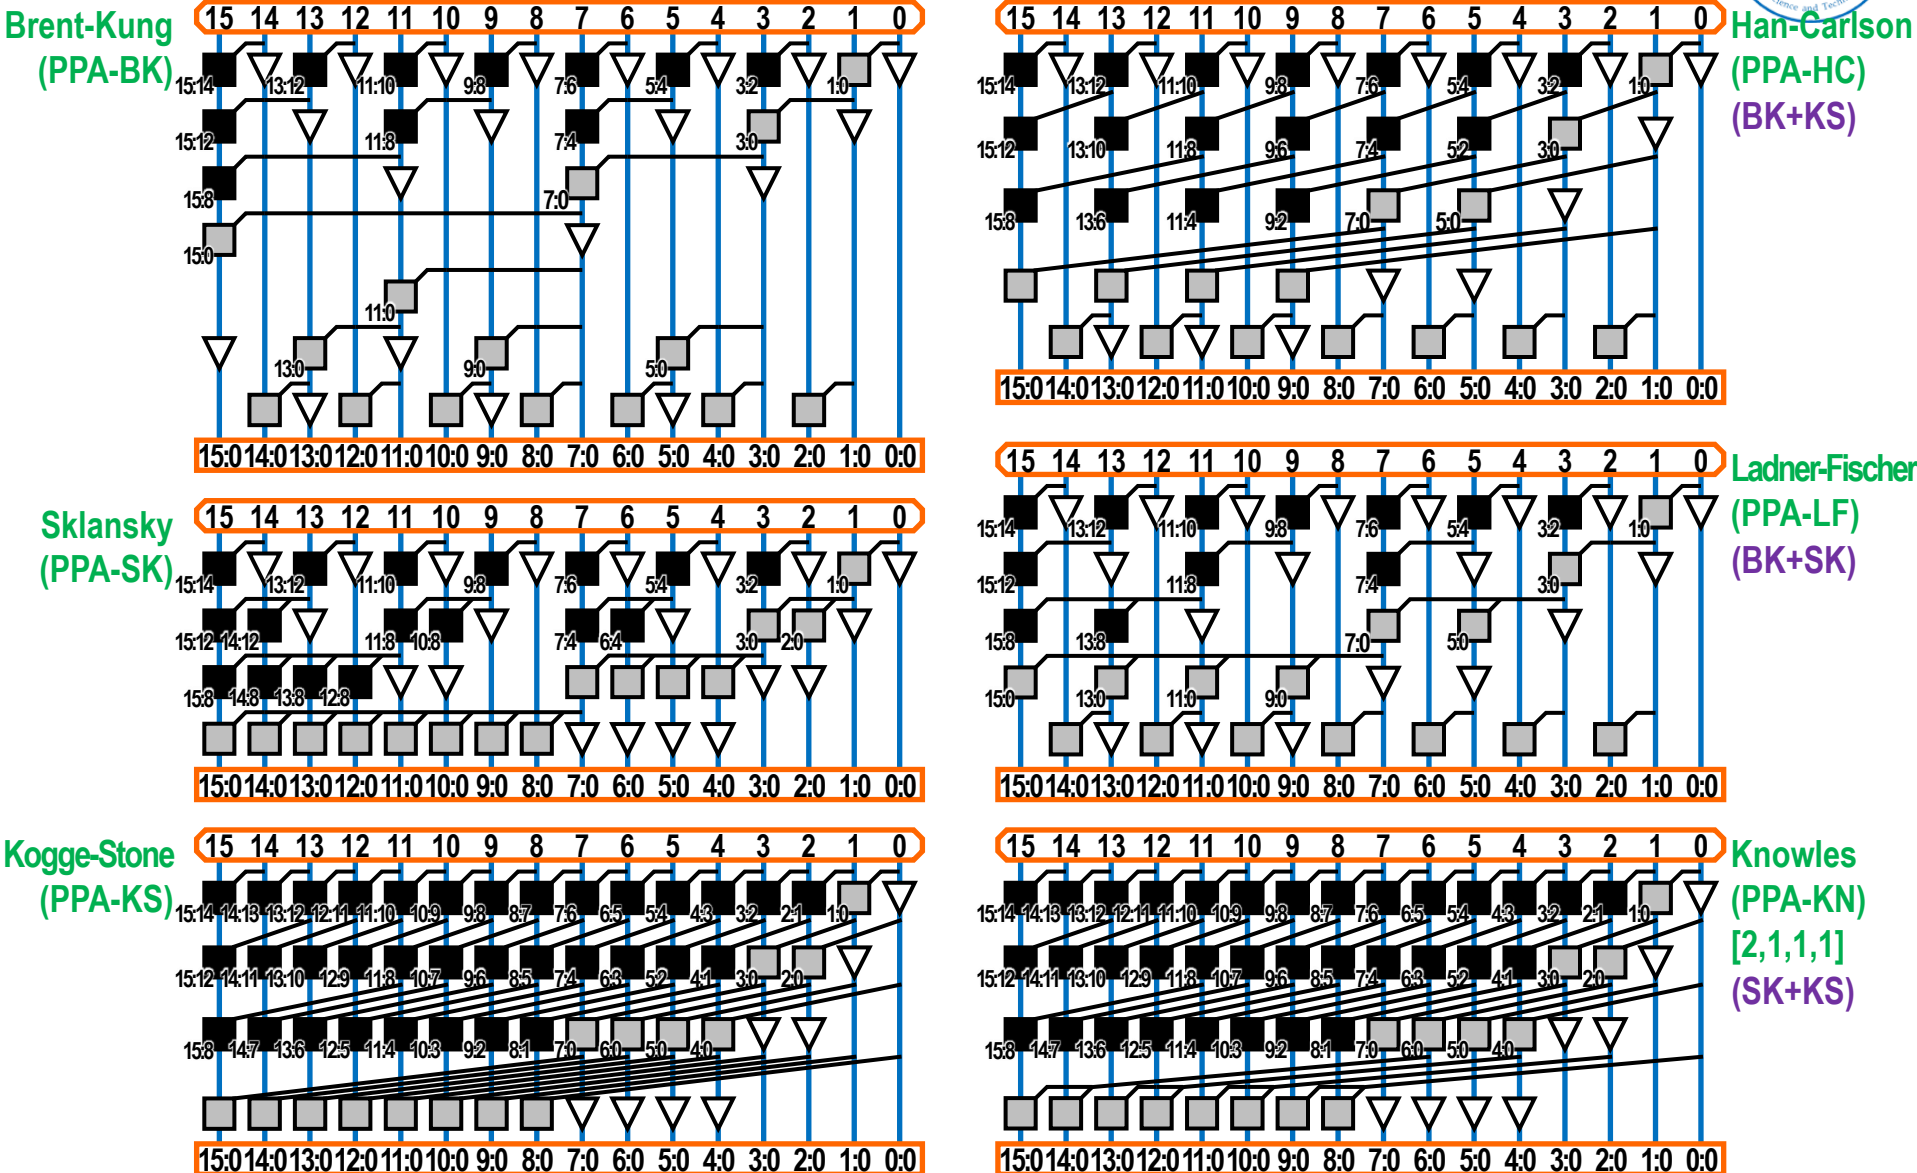 Brent-Kung
(PPA-BK)
15 14 13 12 11 10 9 8 7 6 5 4 3 2 1 0
15:14 13:12 11:10 9:8 7:6 5:4 3:2 1:0
15:12 11:8 7:4 3:0
15:8 7:0
15:0
11:0
13:0 9:0 5:0
15:0 14:0 13:0 12:0 11:0 10:0 9:0 8:0 7:0 6:0 5:0 4:0 3:0 2:0 1:0 0:0
Sklansky
(PPA-SK)
15 14 13 12 11 10 9 8 7 6 5 4 3 2 1 0
15:14 13:12 11:10 9:8 7:6 5:4 3:2 1:0
15:12 14:12 11:8 10:8 7:4 6:4 3:0 2:0
15:8 14:8 13:8 12:8
15:0 14:0 13:0 12:0 11:0 10:0 9:0 8:0 7:0 6:0 5:0 4:0 3:0 2:0 1:0 0:0
Kogge-Stone
(PPA-KS)
15 14 13 12 11 10 9 8 7 6 5 4 3 2 1 0
15:14 14:13 13:12 12:11 11:10 10:9 9:8 8:7 7:6 6:5 5:4 4:3 3:2 2:1 1:0
15:12 14:11 13:10 12:9 11:8 10:7 9:6 8:5 7:4 6:3 5:2 4:1 3:0 2:0
15:8 14:7 13:6 12:5 11:4 10:3 9:2 8:1 7:0 6:0 5:0 4:0
15:0 14:0 13:0 12:0 11:0 10:0 9:0 8:0 7:0 6:0 5:0 4:0 3:0 2:0 1:0 0:0
and Tech
Han-Carlson
(PPA-HC)
(BK+KS)
15 14 13 12 11 10 9 8 7 6 5 4 3 2 1 0
15:14 13:12 11:10 9:8 7:6 5:4 3:2 1:0
15:12 13:10 11:8 9:6 7:4 5:2 3:0
15:8 13:6 11:4 9:2 7:0 5:0
15:0 14:0 13:0 12:0 11:0 10:0 9:0 8:0 7:0 6:0 5:0 4:0 3:0 2:0 1:0 0:0
Ladner-Fischer
(PPA-LF)
(BK+SK)
15 14 13 12 11 10 9 8 7 6 5 4 3 2 1 0
15:14 13:12 11:10 9:8 7:6 5:4 3:2 1:0
15:12 11:8 7:4 3:0
15:8 13:8 7:0 5:0
15:0 13:0 11:0 9:0
15:0 14:0 13:0 12:0 11:0 10:0 9:0 8:0 7:0 6:0 5:0 4:0 3:0 2:0 1:0 0:0
Knowles
(PPA-KN)
[2,1,1,1]
(SK+KS)
15 14 13 12 11 10 9 8 7 6 5 4 3 2 1 0
15:14 14:13 13:12 12:11 11:10 10:9 9:8 8:7 7:6 6:5 5:4 4:3 3:2 2:1 1:0
15:12 14:11 13:10 12:9 11:8 10:7 9:6 8:5 7:4 6:3 5:2 4:1 3:0 2:0
15:8 14:7 13:6 12:5 11:4 10:3 9:2 8:1 7:0 6:0 5:0 4:0
15:0 14:0 13:0 12:0 11:0 10:0 9:0 8:0 7:0 6:0 5:0 4:0 3:0 2:0 1:0 0:0